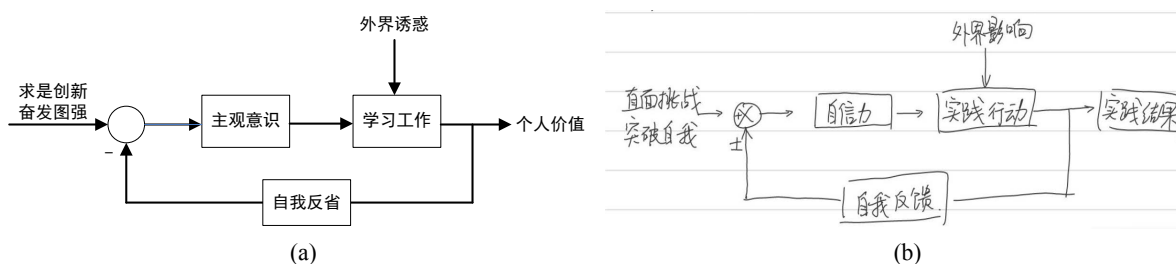 外界诱惑
求是创新
奋发图强
主观意识
学习工作
个人价值
−
自我反省
(a)
外界影响
直面挑战
突破自我
自信力
实践行动
实践结果
±
自我反馈
(b)